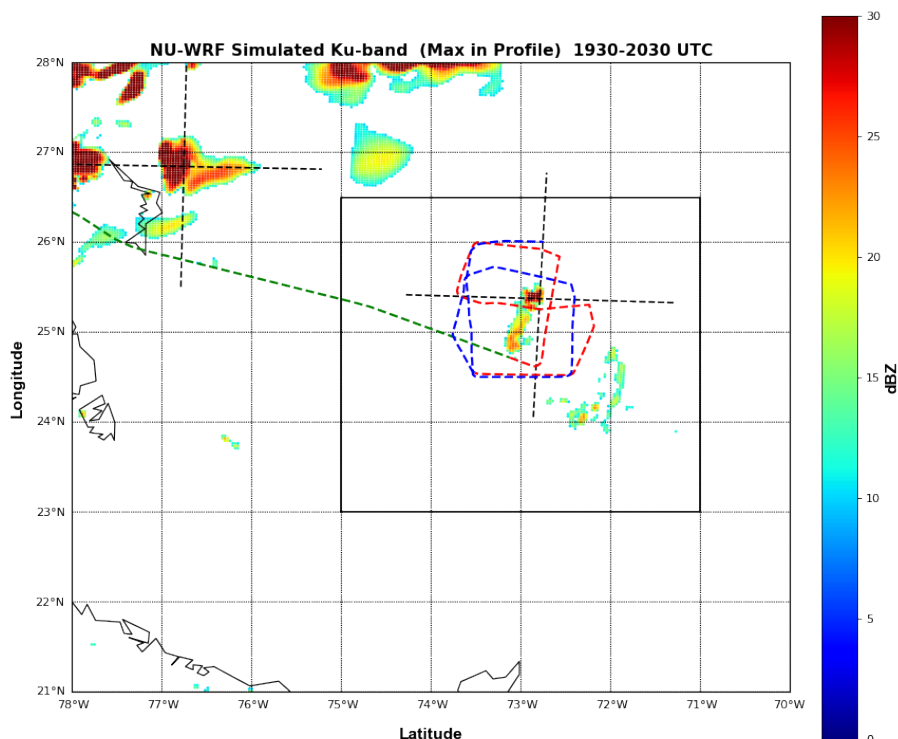 NU-WRF Simulated Ku-band (Max in Profile) 1930-2030 UTC
28°N
27°N
26°N
25°N
24°N
23°N
22°N
21°N
Longitude
78°W 77°W 76°W 75°W 74°W 73°W 72°W 71°W 70°W
Latitude
30
25
20
15
10
5
0
dBZ